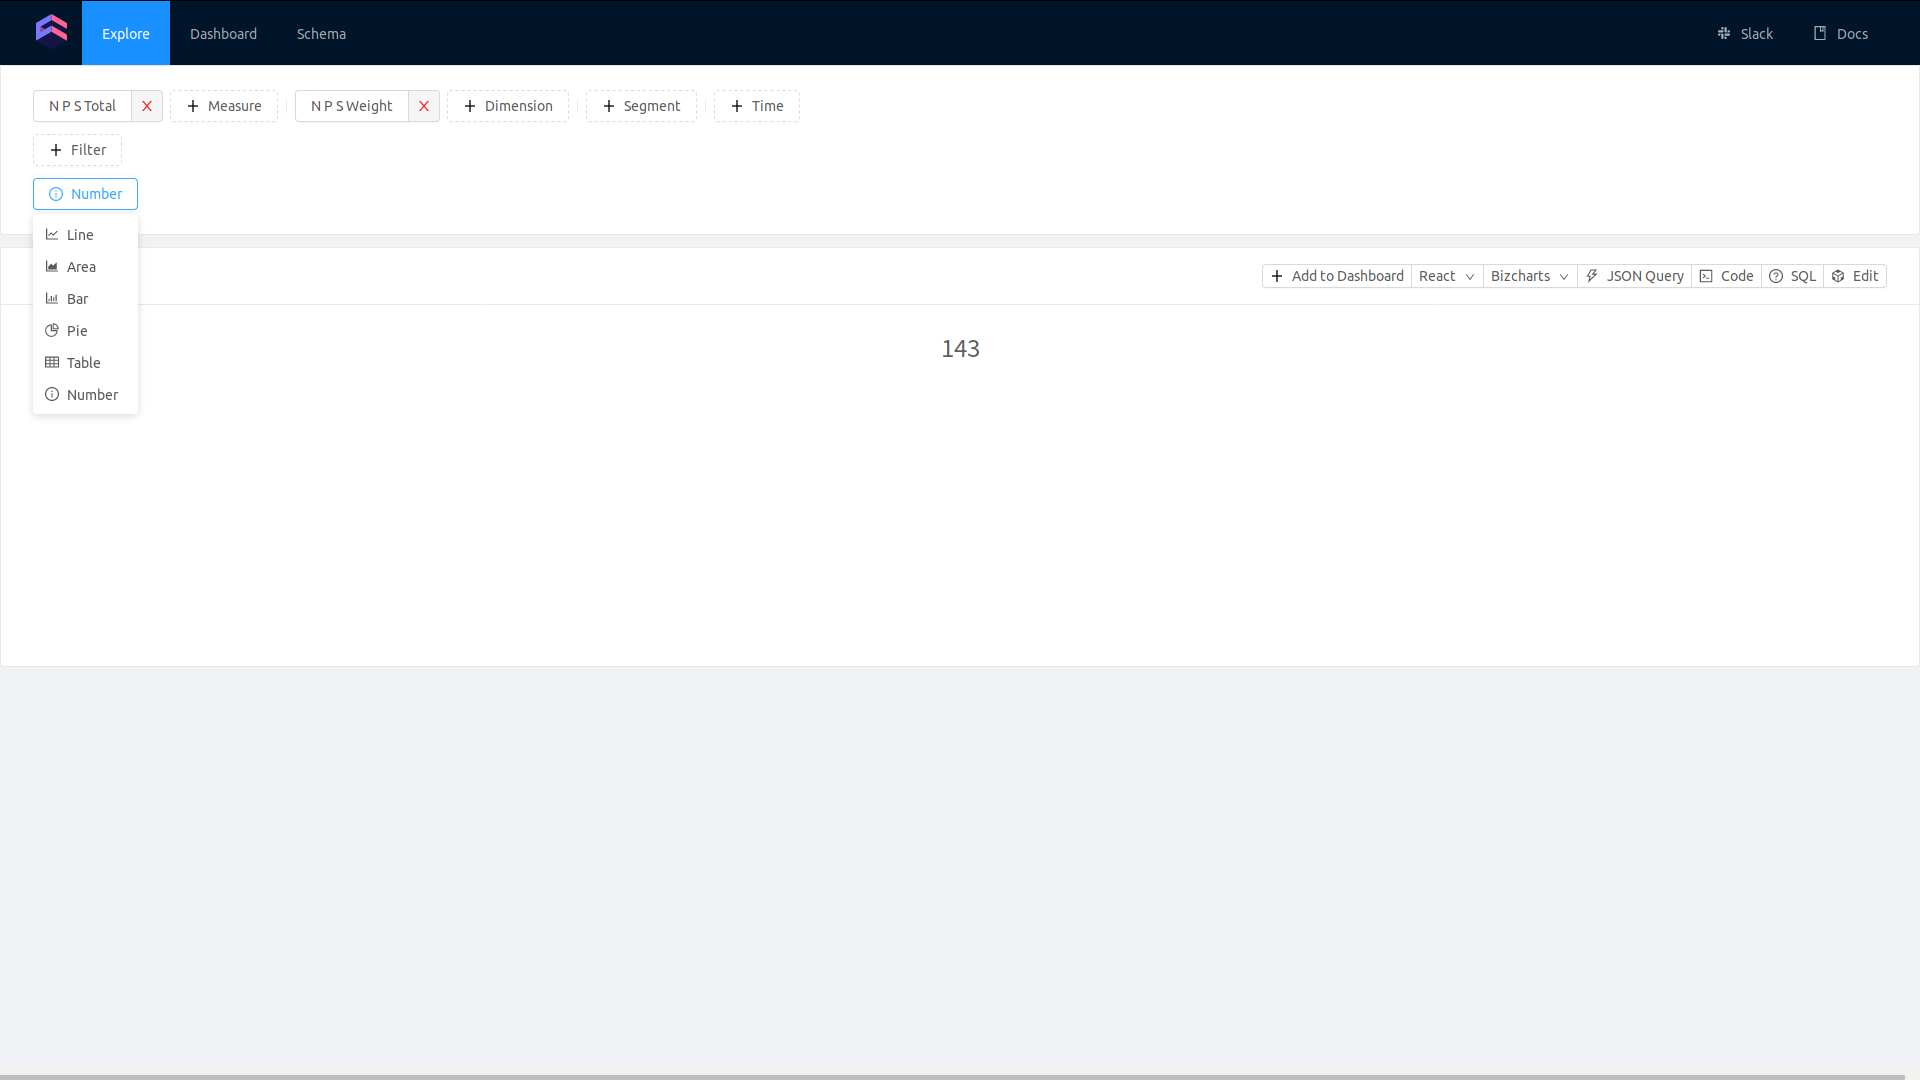 Explore Dashboard Schema Slack Docs
N P S Total X + Measure N P S Weight X + Dimension + Segment + Time
+ Filter
Number
Line
Area
Bar
Pie
Table
Number
+ Add to Dashboard React Bizcharts JSON Query Code SQL Edit
143